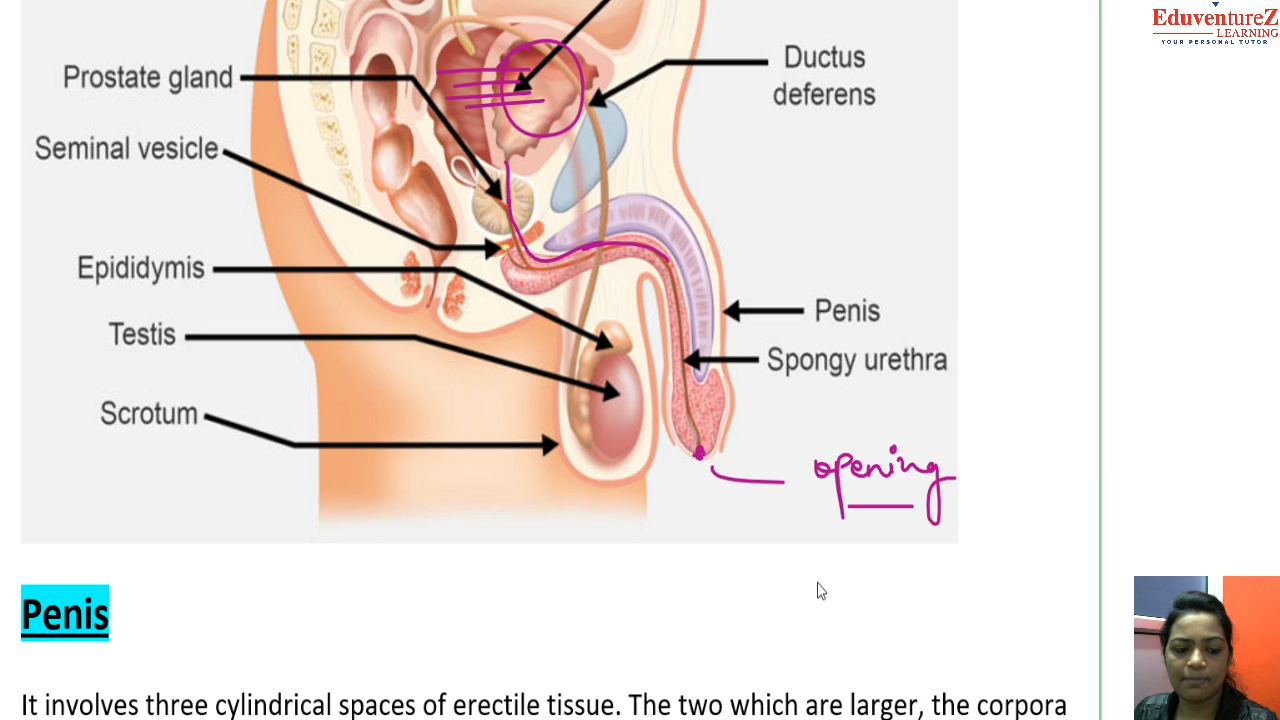 EduventureZ
LEARNING
YOUR PERSONAL TUTOR
Prostate gland
Ductus
deferens
Seminal vesicle
Epididymis
Testis
Penis
Spongy urethra
Scrotum
opening
Penis
It involves three cylindrical spaces of erectile tissue. The two which are larger, the corpora